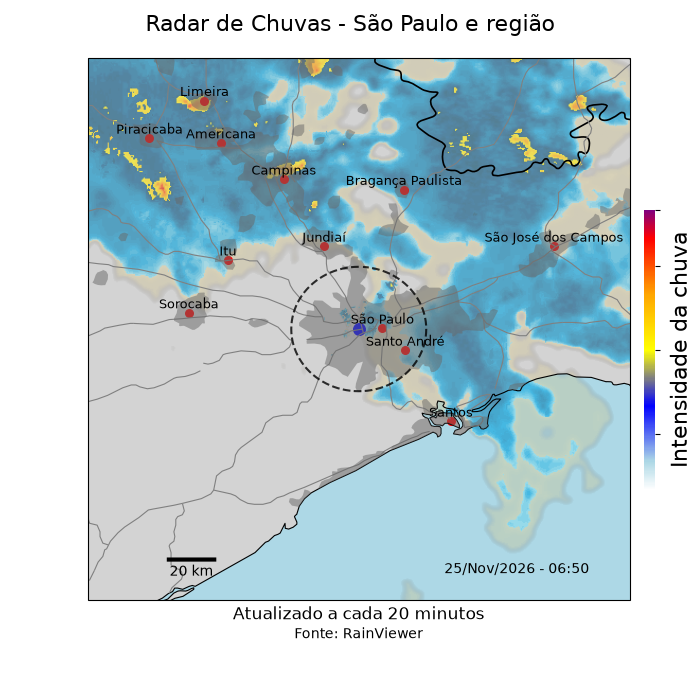 Radar de Chuvas - São Paulo e região
Limeira
Piracicaba
Americana
Campinas
Bragança Paulista
Jundiaí
São José dos Campos
Itu
Sorocaba
São Paulo
Santo André
Santos
Intensidade da chuva
20 km
25/Nov/2026 - 06:50
Atualizado a cada 20 minutos
Fonte: RainViewer